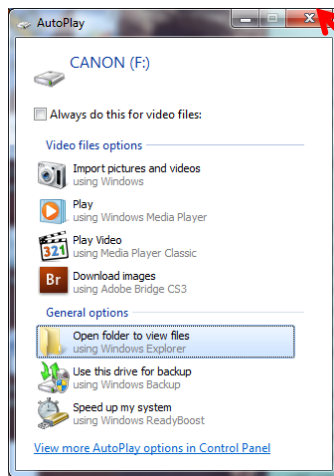 AutoPlay
CANON (F:)
Always do this for video files:
Video files options
Import pictures and videos
using Windows
Play
using Windows Media Player
321
Play Video
using Media Player Classic
Br
Download images
using Adobe Bridge CS3
General options
Open folder to view files
using Windows Explorer
Use this drive for backup
using Windows Backup
Speed up my system
using Windows ReadyBoost
View more AutoPlay options in Control Panel